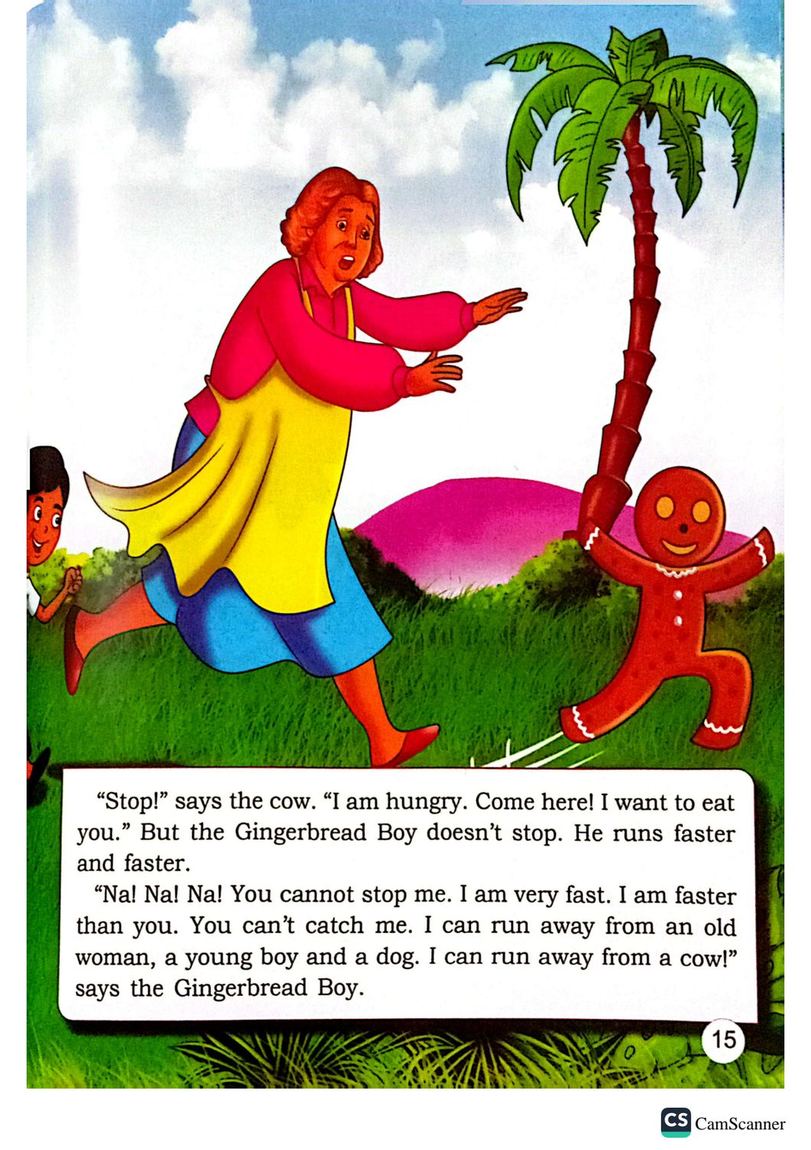 “Stop!” says the cow. “I am hungry. Come here! I want to eat
you.” But the Gingerbread Boy doesn’t stop. He runs faster
and faster.
“Na! Na! Na! You cannot stop me. I am very fast. I am faster
than you. You can’t catch me. I can run away from an old
woman, a young boy and a dog. I can run away from a cow!”
says the Gingerbread Boy.
15
CS CamScanner